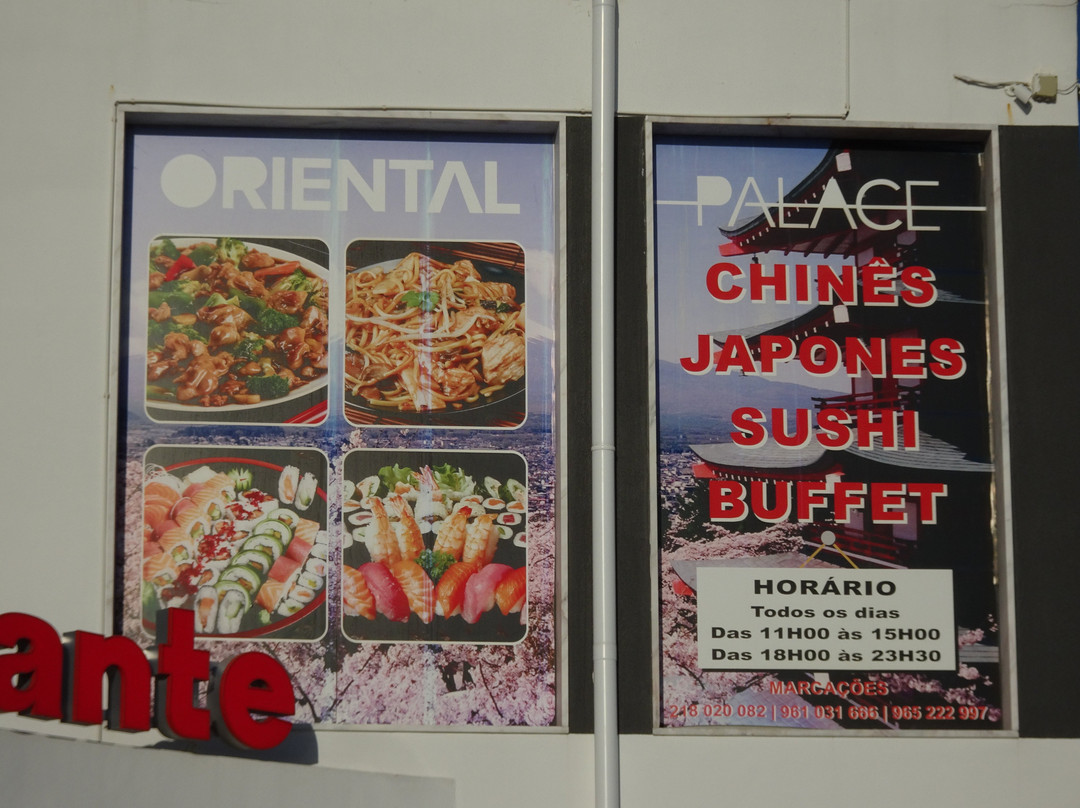 ORIENTAL
PALACE
CHINÊS
JAPONES
SUSHI
BUFFET
HORÁRIO
Todos os dias
Das 11H00 às 15H00
Das 18H00 às 23H30
MARCAÇÕES
218 020 082 | 961 031 666 | 965 222 997
ante